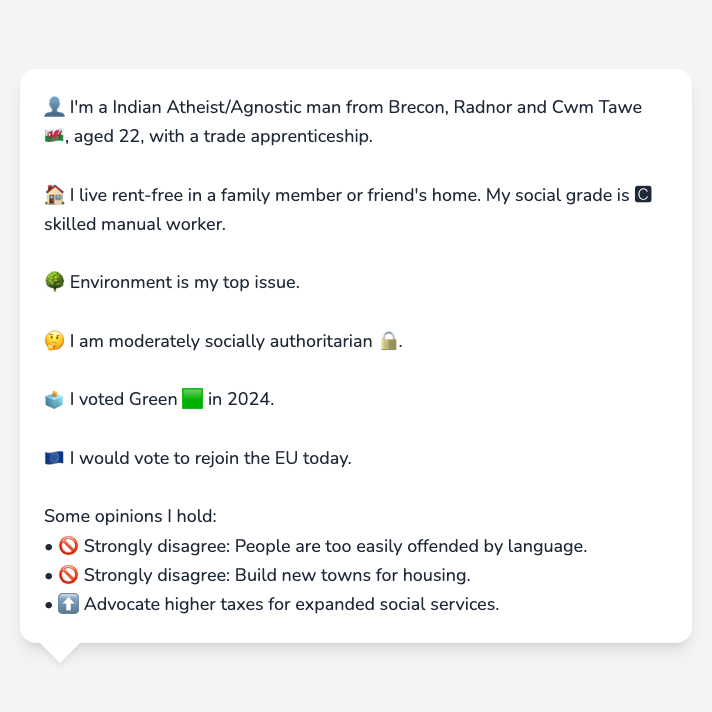 👤 I'm a Indian Atheist/Agnostic man from Brecon, Radnor and Cwm Tawe
🏴󠁧󠁢󠁷󠁬󠁳󠁿, aged 22, with a trade apprenticeship.
🏠 I live rent-free in a family member or friend's home. My social grade is 🅲
skilled manual worker.
🌳 Environment is my top issue.
🤔 I am moderately socially authoritarian 🔒.
🗳️ I voted Green 🟩 in 2024.
🇪🇺 I would vote to rejoin the EU today.
Some opinions I hold:
• 🚫 Strongly disagree: People are too easily offended by language.
• 🚫 Strongly disagree: Build new towns for housing.
• ⬆️ Advocate higher taxes for expanded social services.